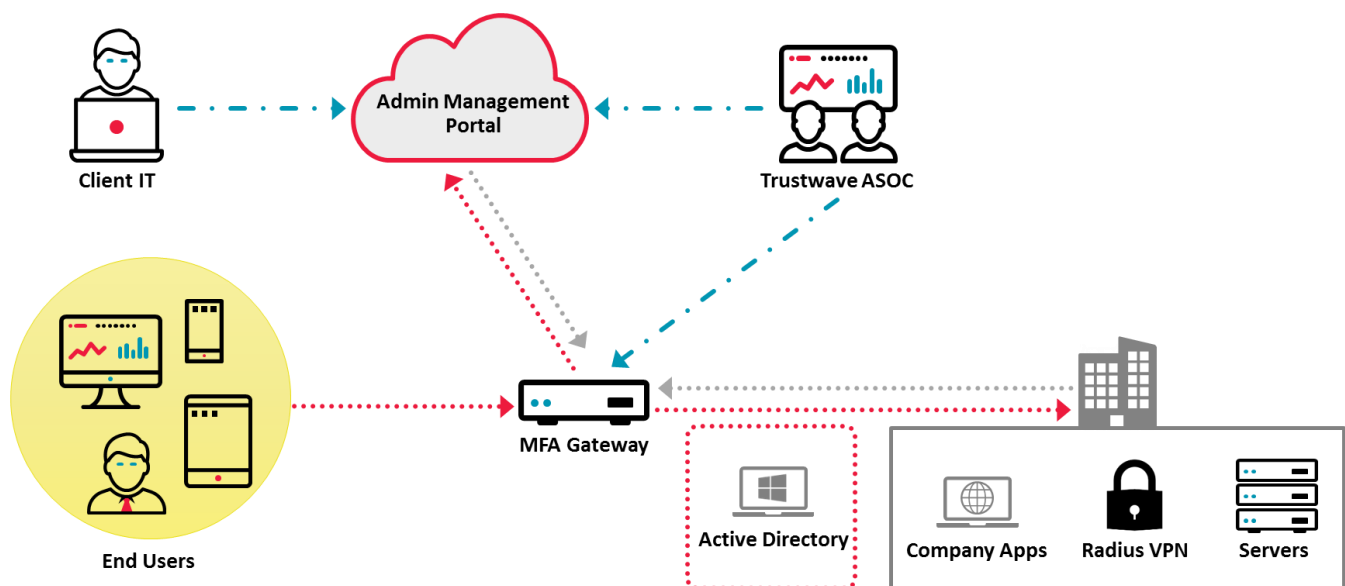 Admin Management
Portal
Client IT
Trustwave ASOC
MFA Gateway
End Users
Active Directory
Company Apps
Radius VPN
Servers